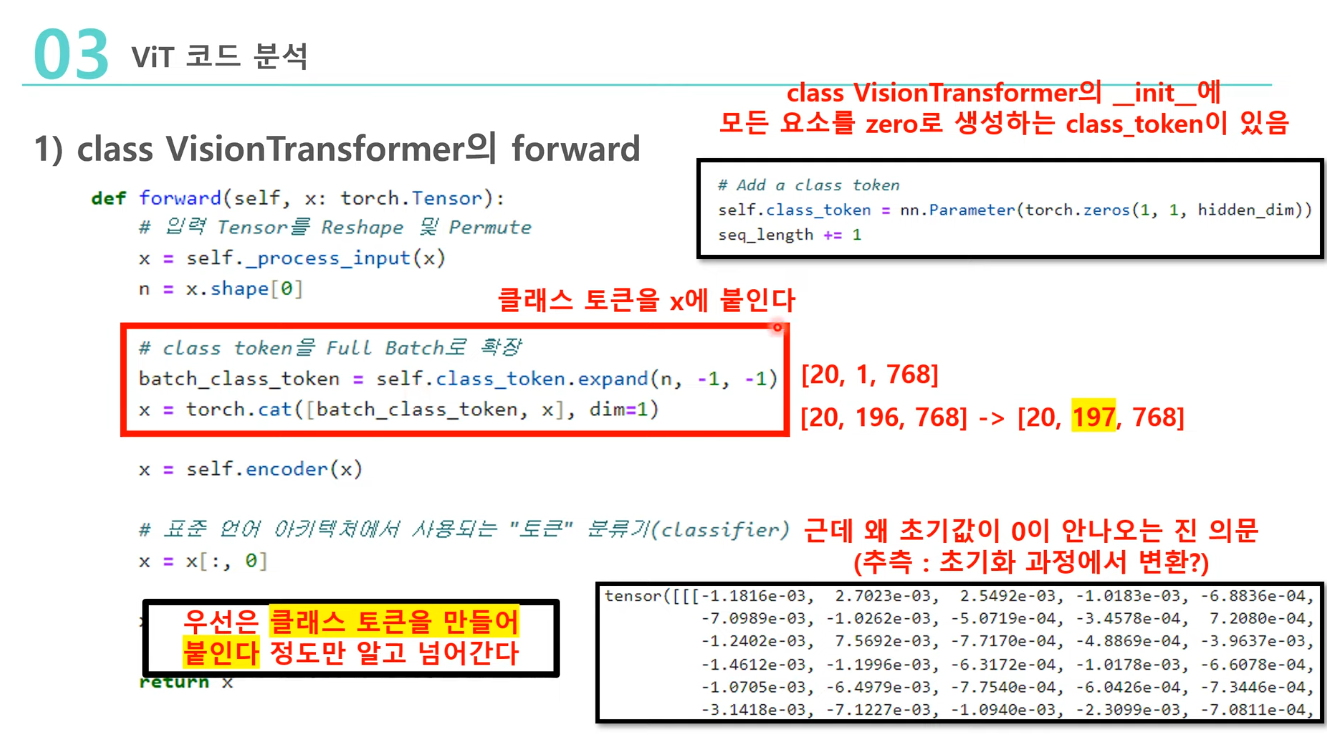 03 ViT 코드 분석
class VisionTransformer의 __init__에
모든 요소를 zero로 생성하는 class_token이 있음
1) class VisionTransformer의 forward
# Add a class token
self.class_token = nn.Parameter(torch.zeros(1, 1, hidden_dim))
seq_length += 1
def forward(self, x: torch.Tensor):
# 입력 Tensor를 Reshape 및 Permute
x = self._process_input(x)
n = x.shape[0]
클래스 토큰을 x에 붙인다
# class token을 Full Batch로 확장
batch_class_token = self.class_token.expand(n, -1, -1)
[20, 1, 768]
x = torch.cat([batch_class_token, x], dim=1)
[20, 196, 768] -> [20, 197, 768]
x = self.encoder(x)
# 표준 언어 아키텍처에서 사용되는 "토큰" 분류기(classifier)
x = x[:, 0]
근데 왜 초기값이 0이 안나오는 진 의문
(추측 : 초기화 과정에서 변환?)
우선은 클래스 토큰을 만들어
붙인다 정도만 알고 넘어간다
return x
tensor([[[-1.1816e-03, 2.7023e-03, 2.5492e-03, -1.0183e-03, -6.8836e-04,
-7.0989e-03, -1.0262e-03, -5.0719e-04, -3.4578e-04, 7.2080e-04,
-1.2402e-03, 7.5692e-04, -7.7170e-04, -4.8869e-04, -3.9637e-03,
-1.4612e-03, -1.1996e-03, -6.3172e-04, -1.0178e-03, -6.6078e-04,
-1.0705e-03, -6.4979e-04, -7.7540e-04, -6.0426e-04, -7.3446e-04,
-3.1418e-03, -7.1227e-03, -1.0940e-03, -2.3099e-03, -7.0811e-04,